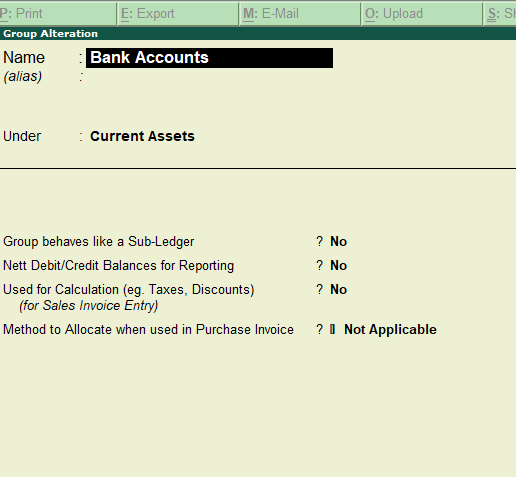 P: Print E: Export M: E-Mail O: Upload S: Sh
Group Alteration
Name : Bank Accounts
(alias) :
Under : Current Assets
Group behaves like a Sub-Ledger ? No
Nett Debit/Credit Balances for Reporting ? No
Used for Calculation (eg. Taxes, Discounts) ? No
(for Sales Invoice Entry)
Method to Allocate when used in Purchase Invoice ? Not Applicable